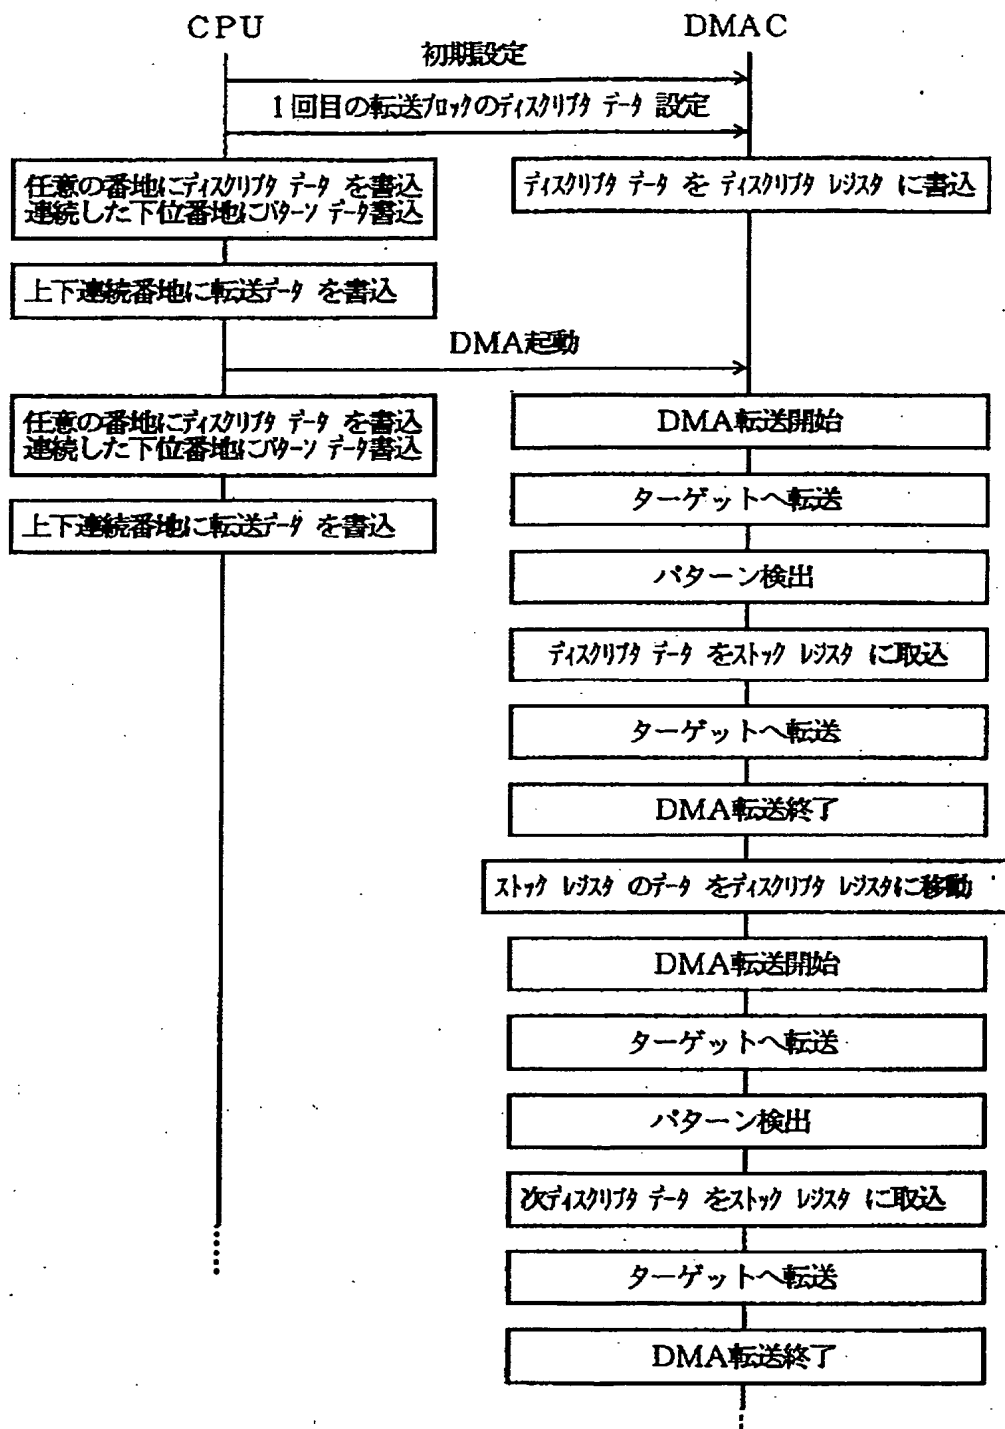 CPU
DMAC
初期設定
1回目の転送ブロックのディスクリプタ データ 設定
任意の番地にディスクリプタ データ を書込
連続した下位番地にパターン データ書込
ディスクリプタ データ を ディスクリプタ レジスタ に書込
上下連続番地に転送データ を書込
DMA起動
任意の番地にディスクリプタ データ を書込
連続した下位番地にパターン データ書込
DMA転送開始
ターゲットへ転送
上下連続番地に転送データ を書込
パターン検出
ディスクリプタ データ をストック レジスタ に取込
ターゲットへ転送
DMA転送終了
ストック レジスタ のデータ をディスクリプタ レジスタに移動
DMA転送開始
ターゲットへ転送
パターン検出
次ディスクリプタ データ をストック レジスタ に取込
ターゲットへ転送
DMA転送終了